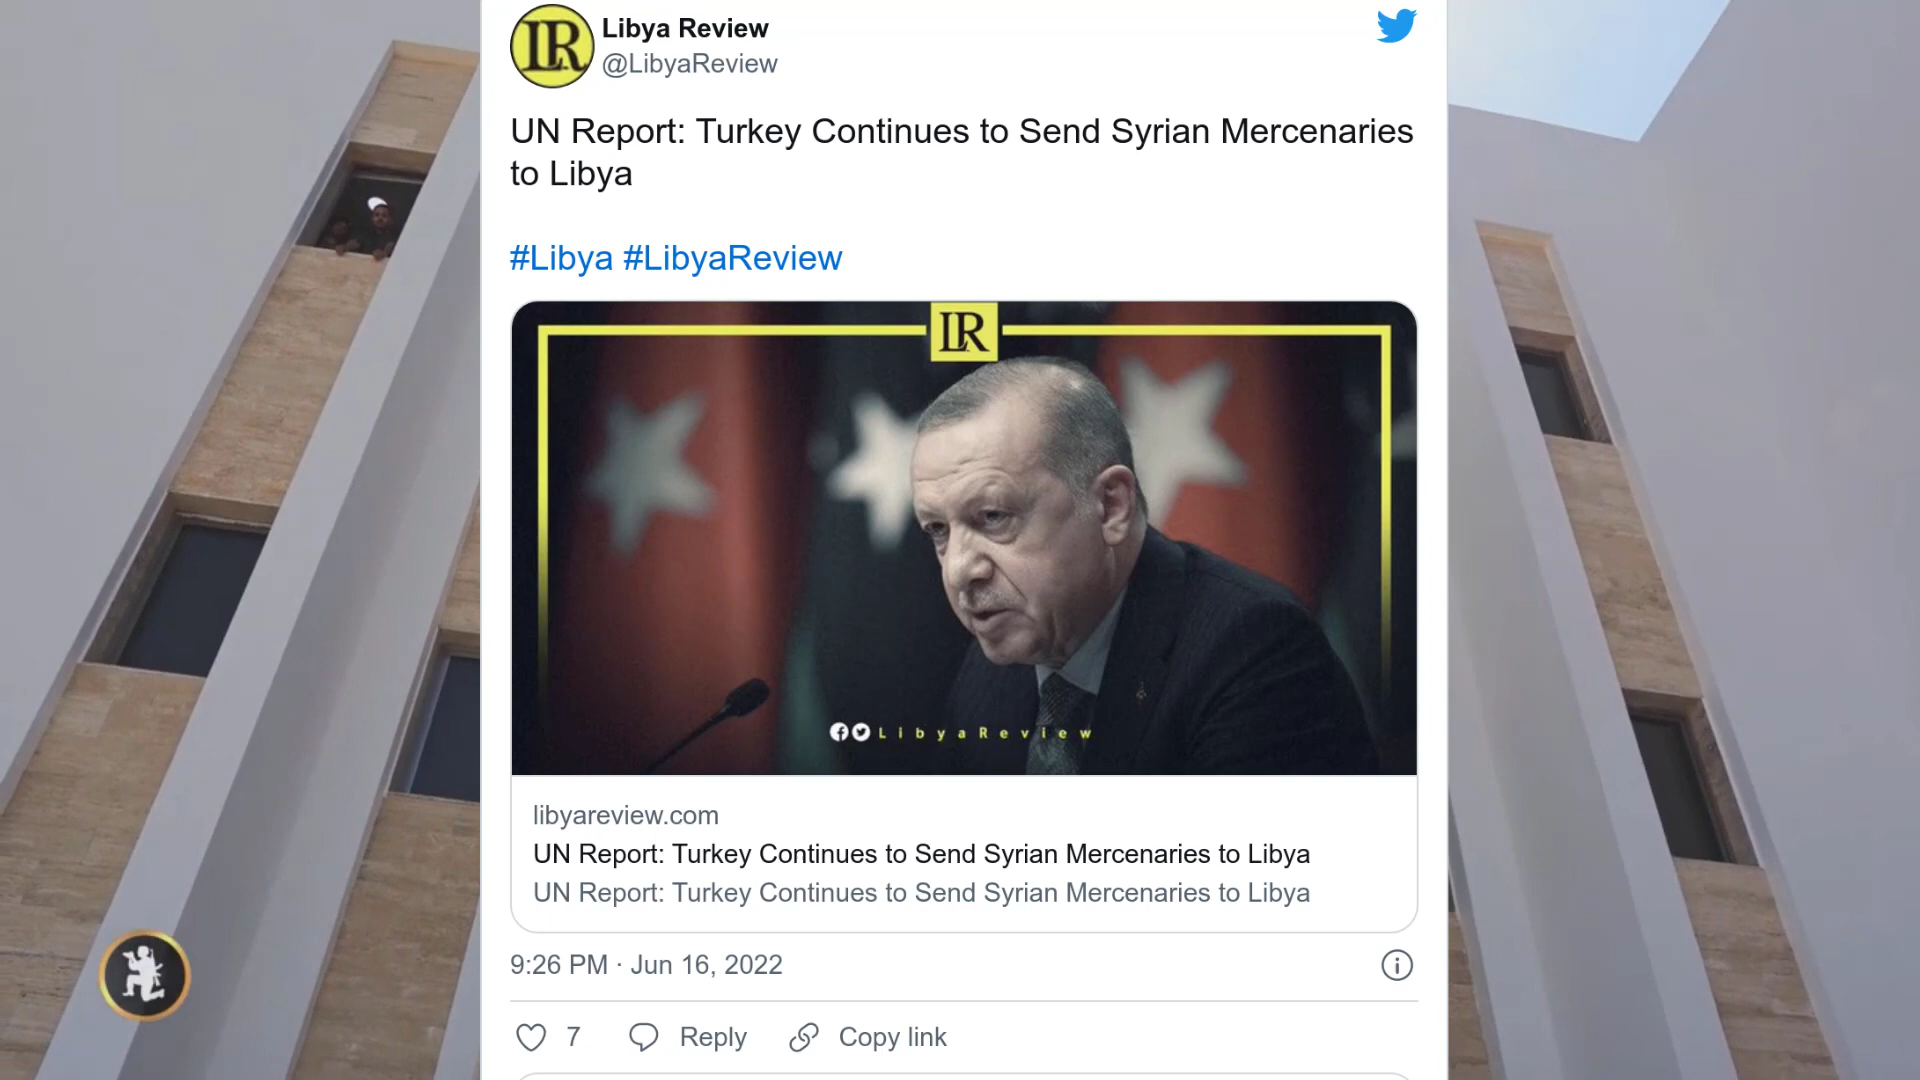 LR
Libya Review
@LibyaReview
UN Report: Turkey Continues to Send Syrian Mercenaries
to Libya
#Libya #LibyaReview
LR
LibyaReview
libyareview.com
UN Report: Turkey Continues to Send Syrian Mercenaries to Libya
UN Report: Turkey Continues to Send Syrian Mercenaries to Libya
9:26 PM · Jun 16, 2022
7 Reply Copy link